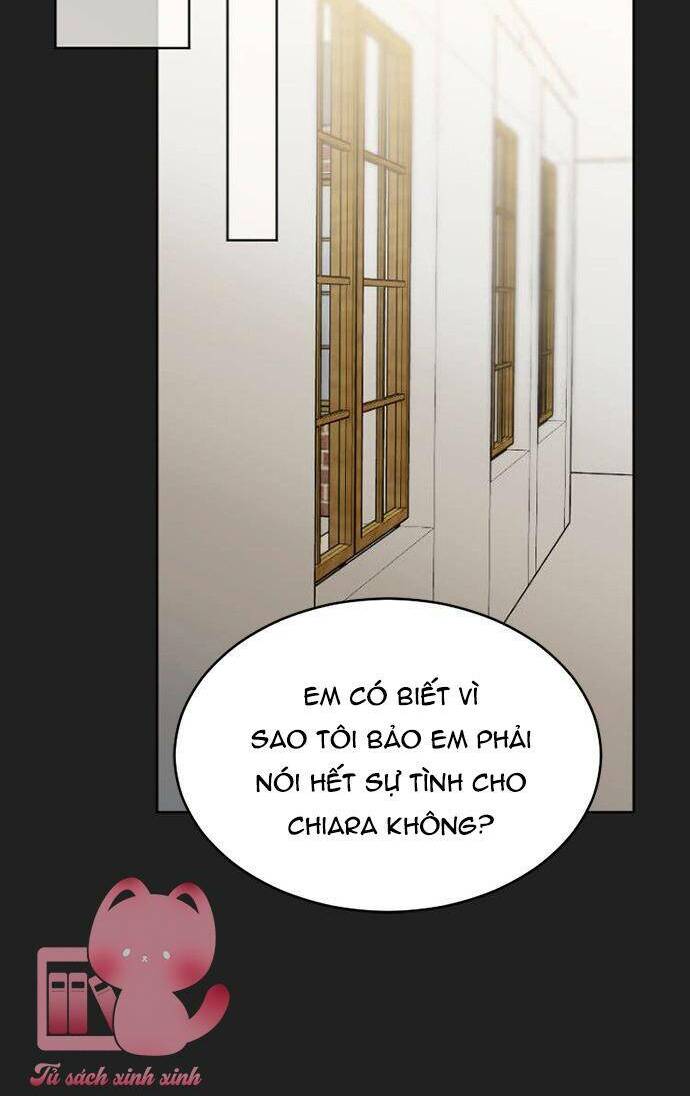 EM CÓ BIẾT VÌ
SAO TÔI BẢO EM PHẢI
NÓI HẾT SỰ TÌNH CHO
CHIARA KHÔNG?
Tủ sách xinh xinh